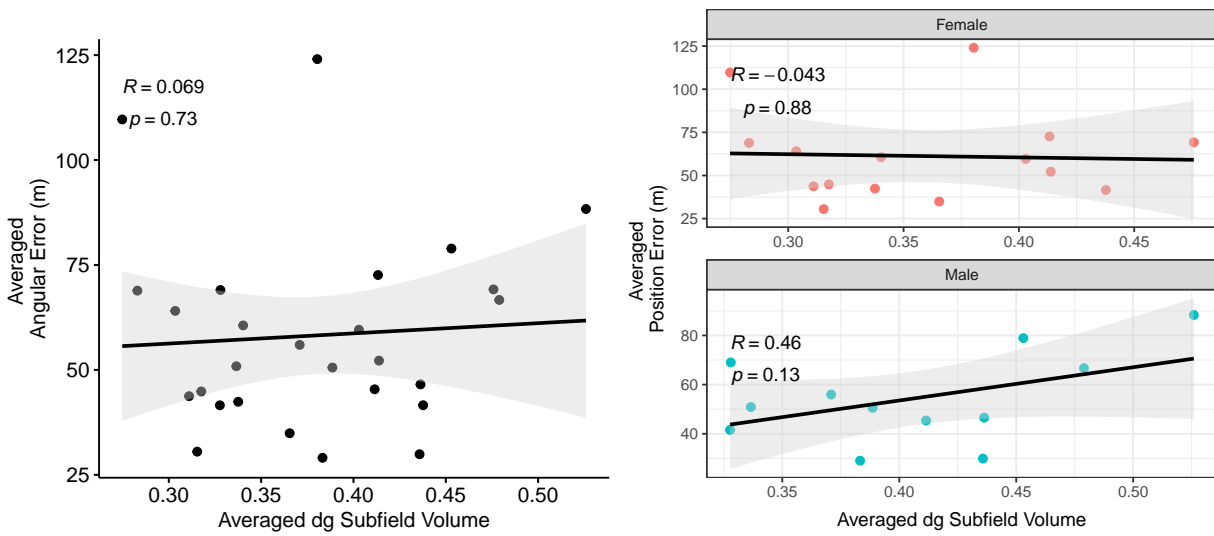 125
100
75
50
25
Averaged
Angular Error (m)
R = 0.069
p = 0.73
0.30
0.35
0.40
0.45
0.50
Averaged dg Subfield Volume
Female
125
100
75
50
25
R = −0.043
p = 0.88
0.30
0.35
0.40
0.45
Averaged
Position Error (m)
Male
80
60
40
R = 0.46
p = 0.13
0.35
0.40
0.45
0.50
Averaged dg Subfield Volume